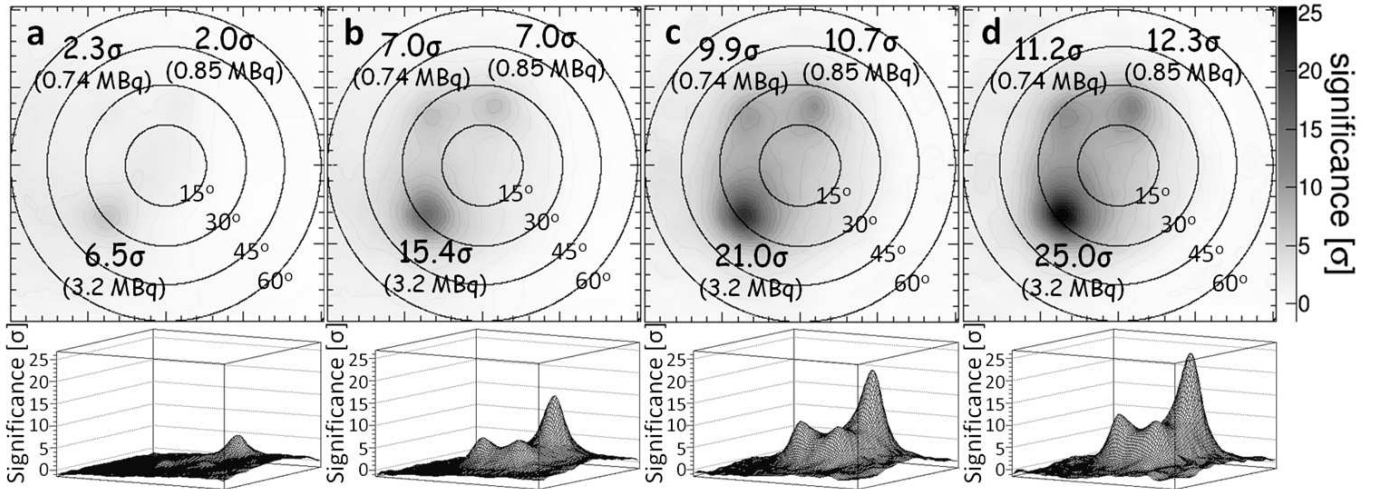 a
2.3σ 2.0σ
(0.74 MBq) (0.85 MBq)
15°
30°
45°
60°
6.5σ
(3.2 MBq)
b
7.0σ 7.0σ
(0.74 MBq) (0.85 MBq)
15°
30°
45°
60°
15.4σ
(3.2 MBq)
c
9.9σ 10.7σ
(0.74 MBq) (0.85 MBq)
15°
30°
45°
60°
21.0σ
(3.2 MBq)
d
11.2σ 12.3σ
(0.74 MBq) (0.85 MBq)
15°
30°
45°
60°
25.0σ
(3.2 MBq)
25
20
15
10
5
0
significance [σ]
Significance [σ]
25
20
15
10
5
0
Significance [σ]
25
20
15
10
5
0
Significance [σ]
25
20
15
10
5
0
Significance [σ]
25
20
15
10
5
0